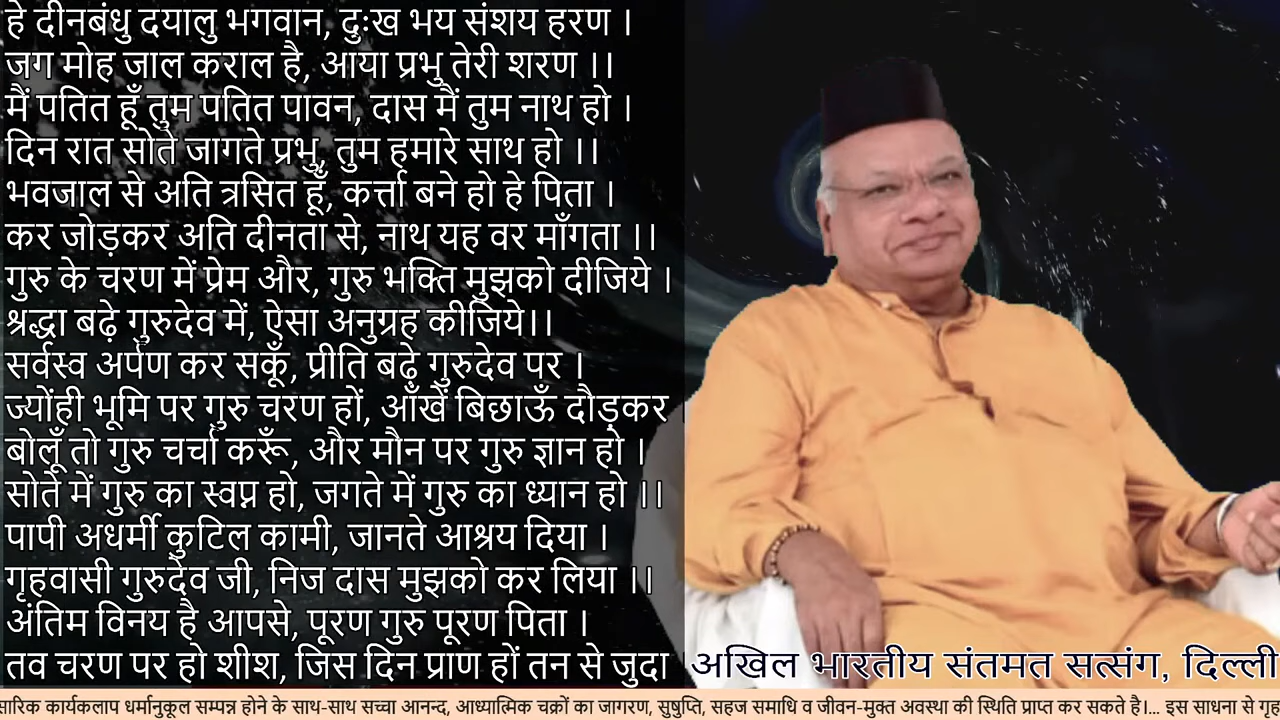 हे दीनबंधु दयालु भगवान, दुःख भय संशय हरण ।
जग मोह जाल कराल है, आया प्रभु तेरी शरण ।।
मैं पतित हूँ तुम पतित पावन, दास मैं तुम नाथ हो ।
दिन रात सोते जागते प्रभु, तुम हमारे साथ हो ।।
भवजाल से अति त्रसित हूँ, कर्त्ता बने हो हे पिता ।
कर जोड़कर अति दीनता से, नाथ यह वर माँगता ।।
गुरु के चरण में प्रेम और, गुरु भक्ति मुझको दीजिये ।
श्रद्धा बढ़े गुरुदेव में, ऐसा अनुग्रह कीजिये।।
सर्वस्व अर्पण कर सकूँ, प्रीति बढ़े गुरुदेव पर ।
ज्योंही भूमि पर गुरु चरण हों, आँखें बिछाऊँ दौड़कर ।
बोलूँ तो गुरु चर्चा करूँ, और मौन पर गुरु ज्ञान हो ।
सोते में गुरु का स्वप्न हो, जगते में गुरु का ध्यान हो ।।
पापी अधर्मी कुटिल कामी, जानते आश्रय दिया ।
गृहवासी गुरुदेव जी, निज दास मुझको कर लिया ।।
अंतिम विनय है आपसे, पूरण गुरु पूरण पिता ।
तव चरण पर हो शीश, जिस दिन प्राण हों तन से जुदा ।
अखिल भारतीय संतमत सत्संग, दिल्ली
सारिक कार्यकलाप धर्मानुकूल सम्पन्न होने के साथ-साथ सच्चा आनन्द, आध्यात्मिक चक्रों का जागरण, सुषुप्ति, सहज समाधि व जीवन-मुक्त अवस्था की स्थिति प्राप्त कर सकते है।... इस साधना से गृह